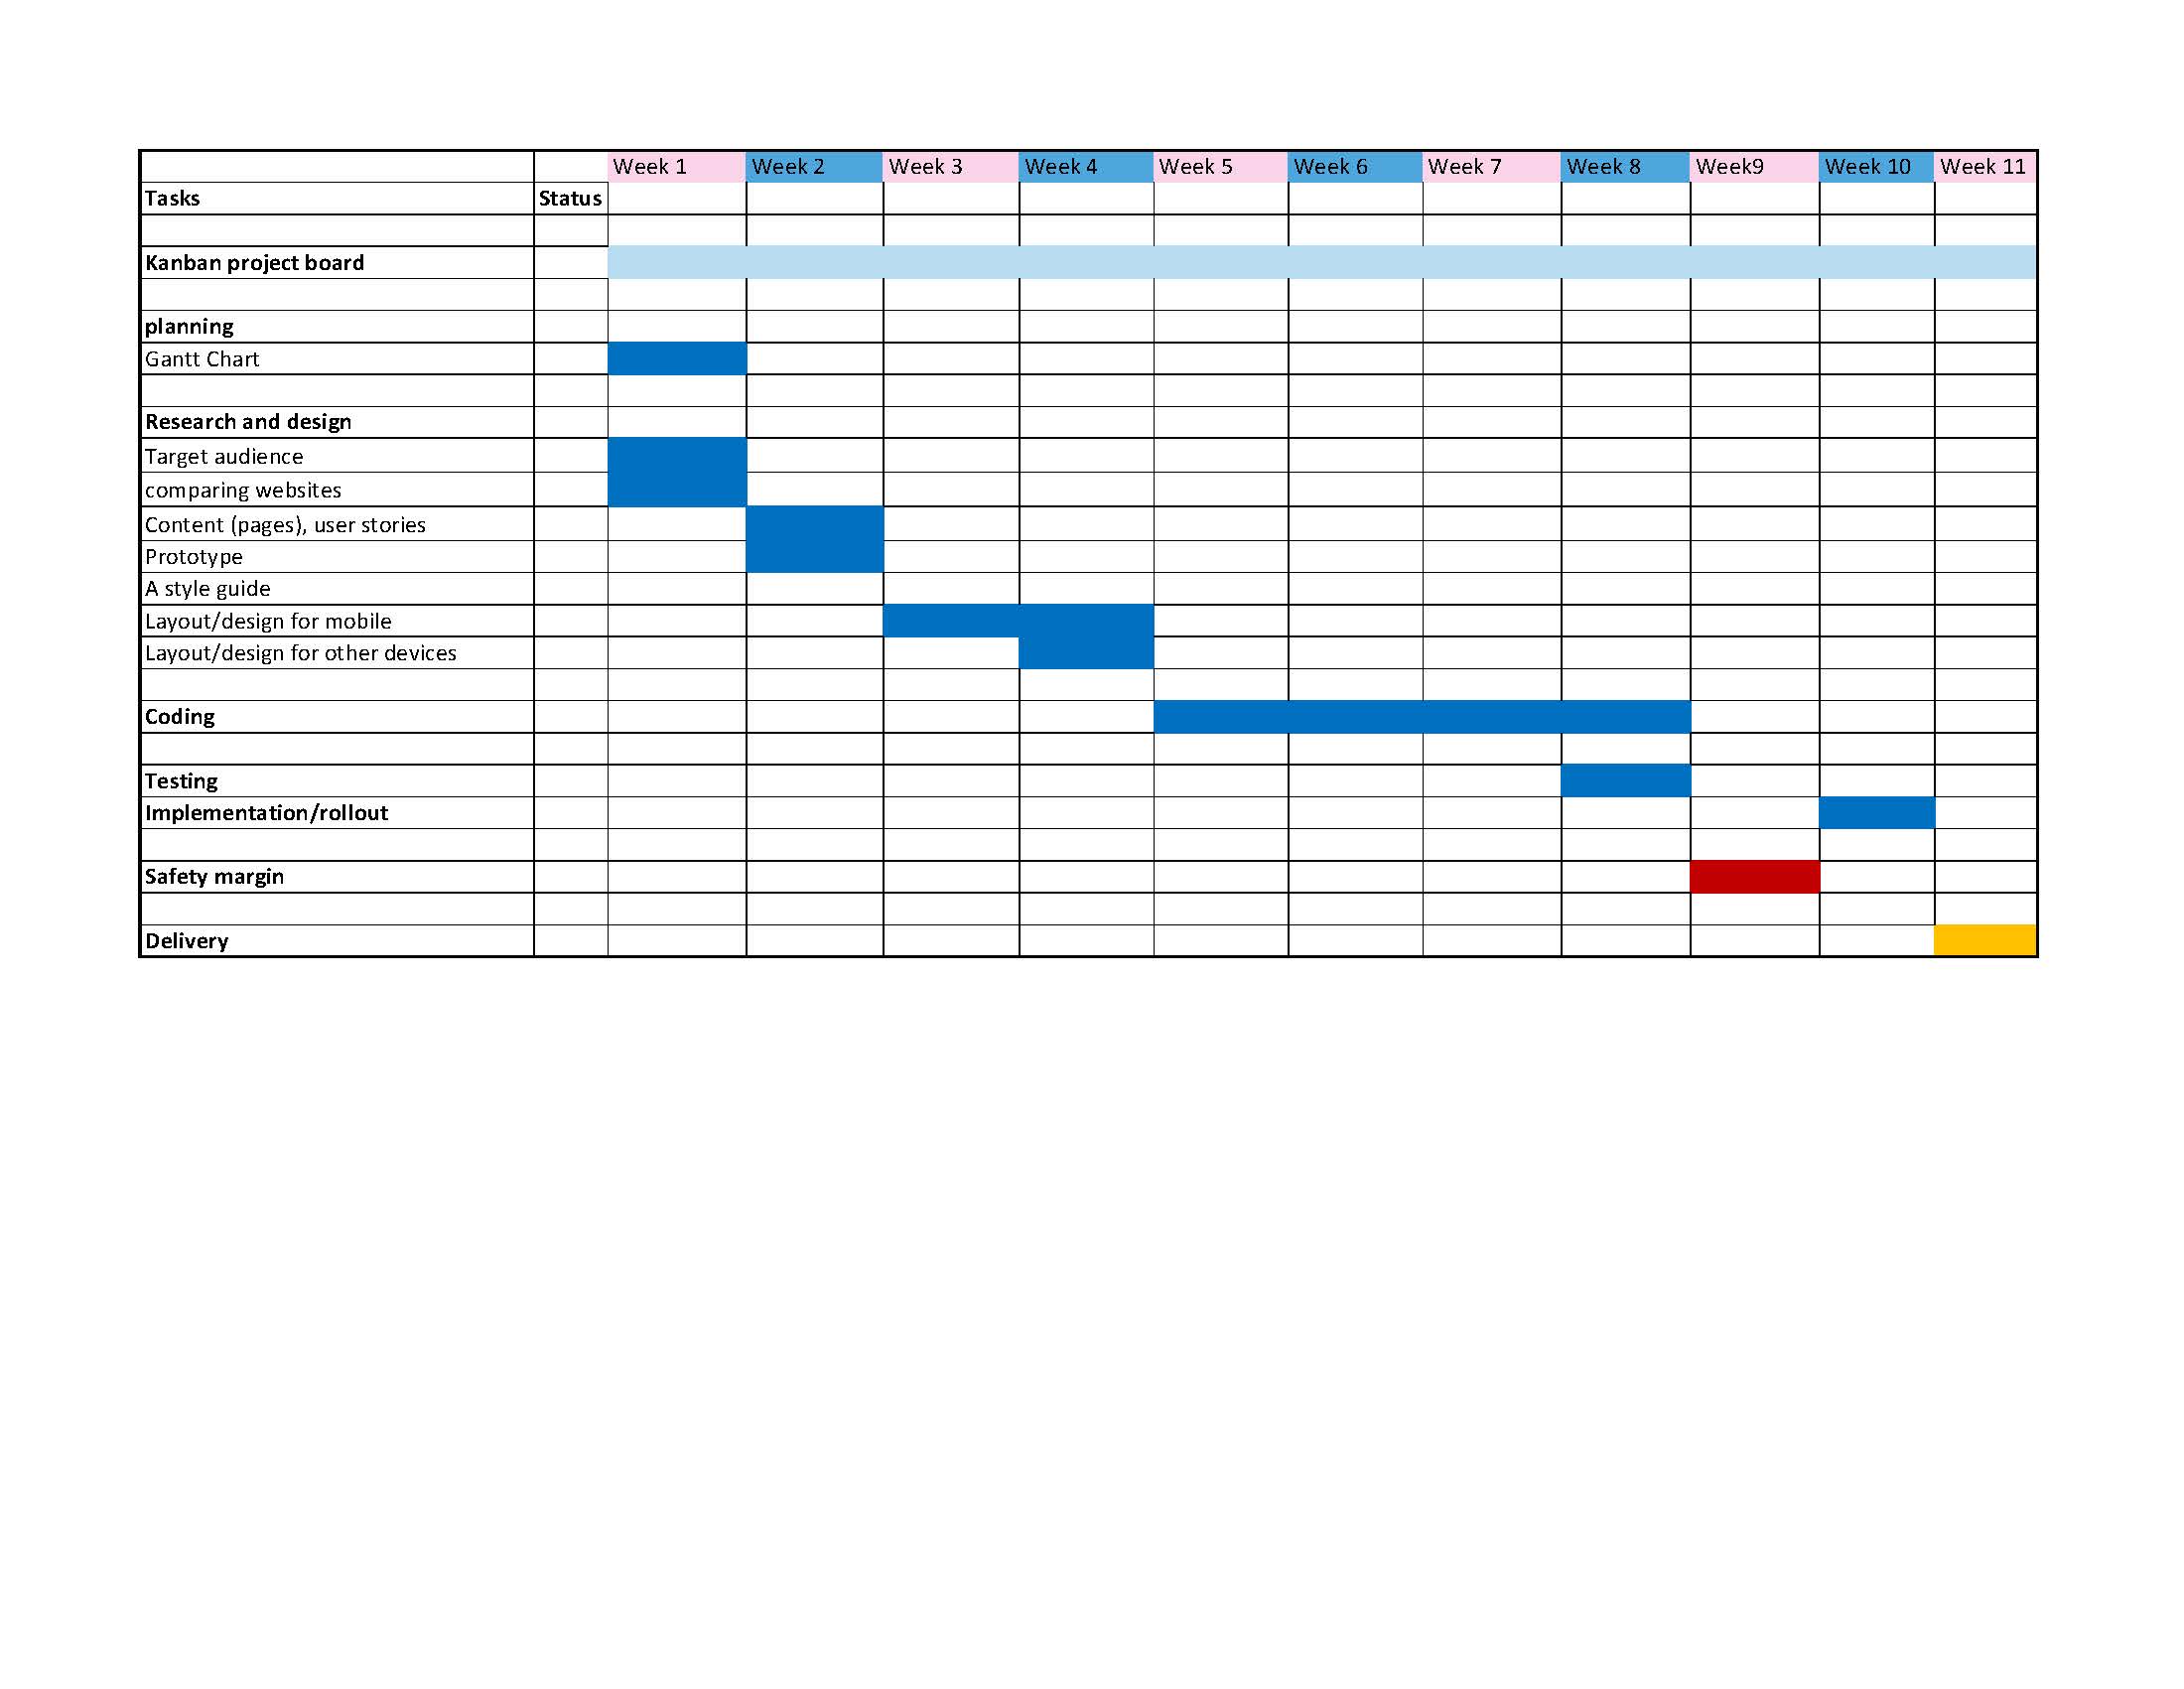 Week 1 Week 2 Week 3 Week 4 Week 5 Week 6 Week 7 Week 8 Week9 Week 10 Week 11
Tasks Status
Kanban project board
planning
Gantt Chart
Research and design
Target audience
comparing websites
Content (pages), user stories
Prototype
A style guide
Layout/design for mobile
Layout/design for other devices
Coding
Testing
Implementation/rollout
Safety margin
Delivery